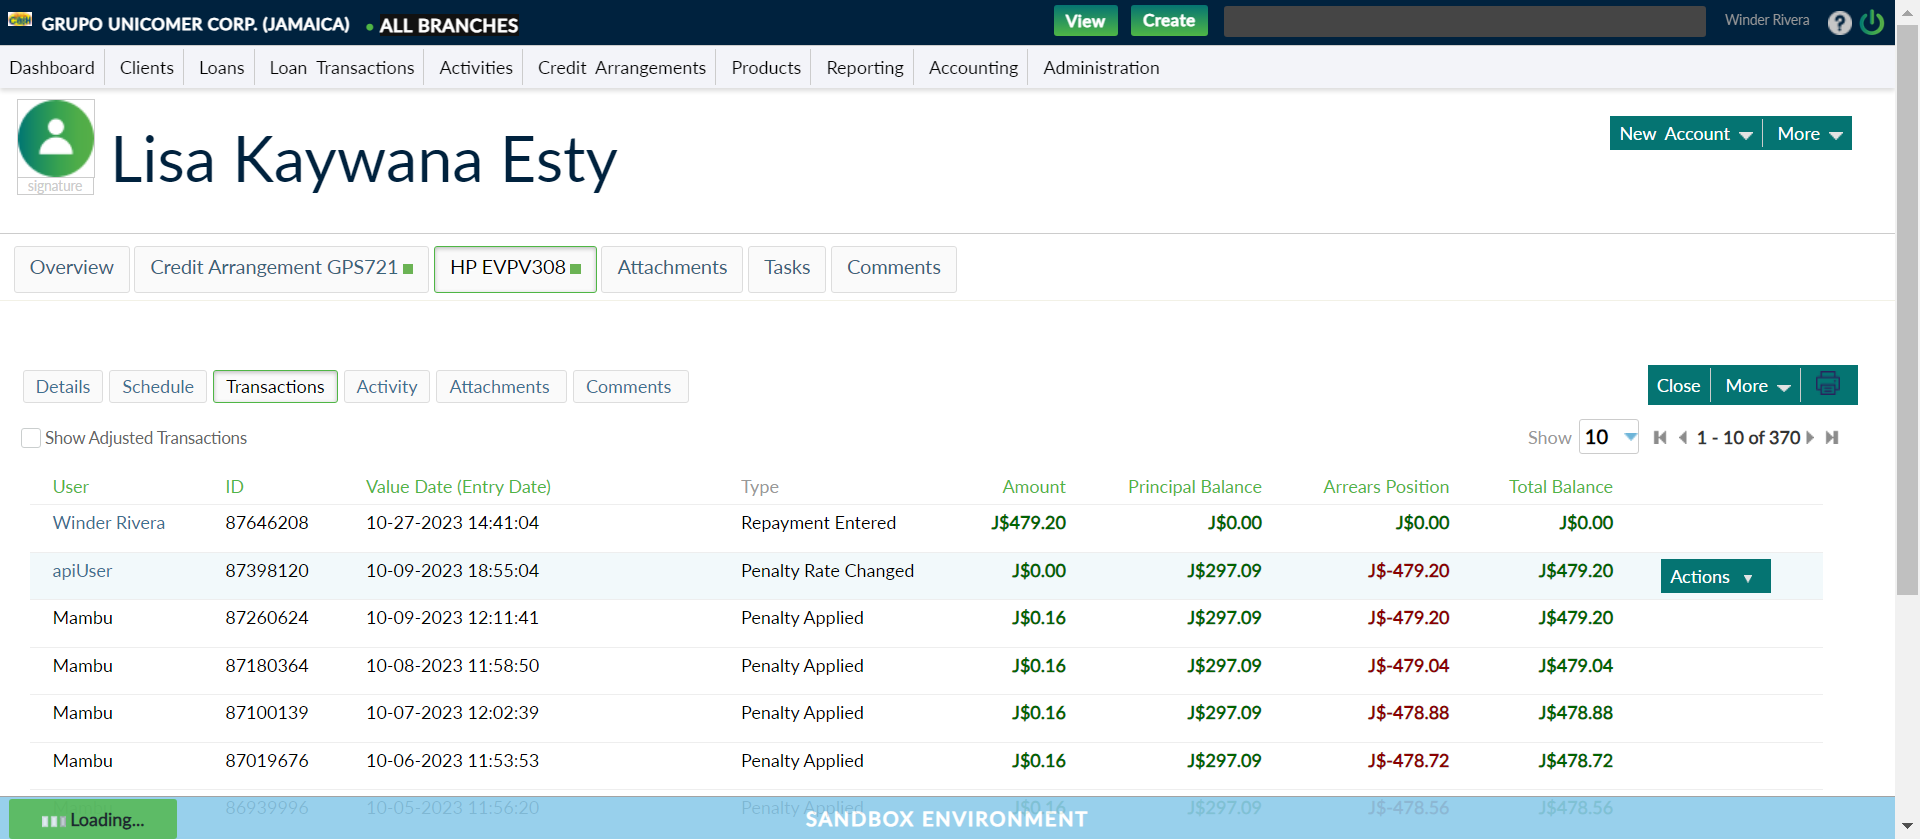 GRUPO UNICOMER CORP. (JAMAICA) ALL BRANCHES View Create Winder Rivera ?
Dashboard Clients Loans Loan Transactions Activities Credit Arrangements Products Reporting Accounting Administration
signature
Lisa Kaywana Esty
New Account More
Overview Credit Arrangement GPS721 HP EVPV308 Attachments Tasks Comments
Details Schedule Transactions Activity Attachments Comments
Close More
Show Adjusted Transactions
Show 10 1 - 10 of 370
User ID Value Date (Entry Date) Type Amount Principal Balance Arrears Position Total Balance
Winder Rivera 87646208 10-27-2023 14:41:04 Repayment Entered J$479.20 J$0.00 J$0.00 J$0.00
apiUser 87398120 10-09-2023 18:55:04 Penalty Rate Changed J$0.00 J$297.09 J$-479.20 J$479.20 Actions
Mambu 87260624 10-09-2023 12:11:41 Penalty Applied J$0.16 J$297.09 J$-479.20 J$479.20
Mambu 87180364 10-08-2023 11:58:50 Penalty Applied J$0.16 J$297.09 J$-479.04 J$479.04
Mambu 87100139 10-07-2023 12:02:39 Penalty Applied J$0.16 J$297.09 J$-478.88 J$478.88
Mambu 87019676 10-06-2023 11:53:53 Penalty Applied J$0.16 J$297.09 J$-478.72 J$478.72
Mambu 86939996 10-05-2023 11:56:20 Penalty Applied J$0.16 J$297.09 J$-478.56 J$478.56
Loading... SANDBOX ENVIRONMENT